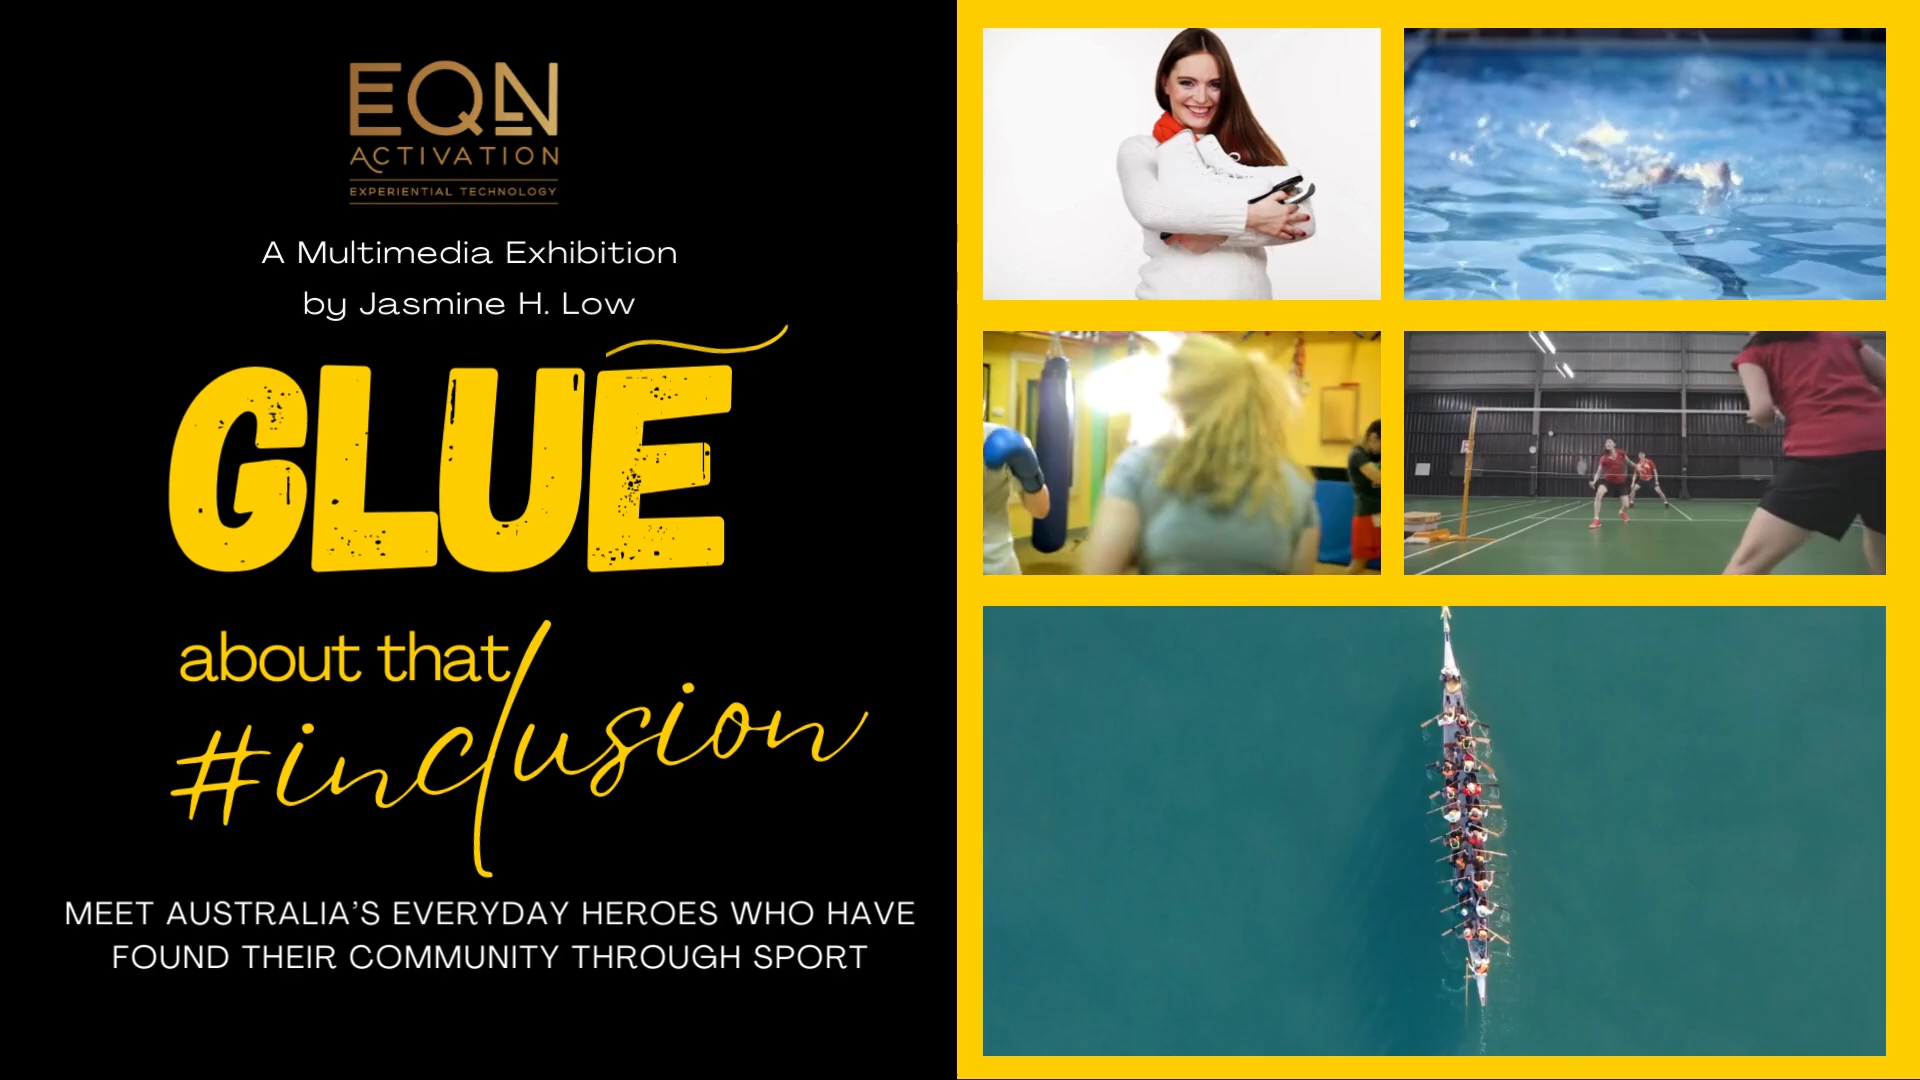 EQN
ACTIVATION
EXPERIENTIAL TECHNOLOGY
A Multimedia Exhibition
by Jasmine H. Low
GLUE
about that
#inclusion
MEET AUSTRALIA'S EVERYDAY HEROES WHO HAVE
FOUND THEIR COMMUNITY THROUGH SPORT